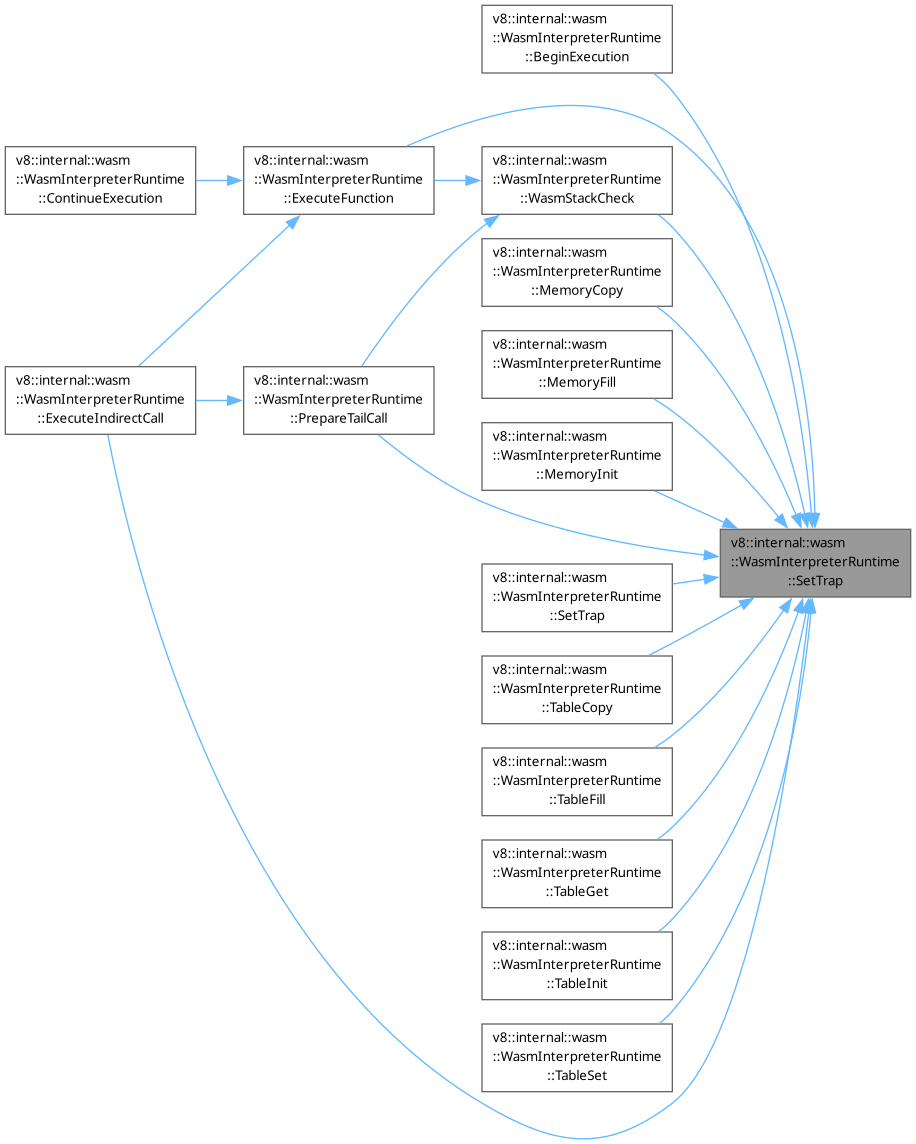 v8::internal::wasm
::WasmInterpreterRuntime
::BeginExecution
v8::internal::wasm
::WasmInterpreterRuntime
::ContinueExecution
v8::internal::wasm
::WasmInterpreterRuntime
::ExecuteFunction
v8::internal::wasm
::WasmInterpreterRuntime
::WasmStackCheck
v8::internal::wasm
::WasmInterpreterRuntime
::MemoryCopy
v8::internal::wasm
::WasmInterpreterRuntime
::MemoryFill
v8::internal::wasm
::WasmInterpreterRuntime
::ExecuteIndirectCall
v8::internal::wasm
::WasmInterpreterRuntime
::PrepareTailCall
v8::internal::wasm
::WasmInterpreterRuntime
::MemoryInit
v8::internal::wasm
::WasmInterpreterRuntime
::SetTrap
v8::internal::wasm
::WasmInterpreterRuntime
::SetTrap
v8::internal::wasm
::WasmInterpreterRuntime
::TableCopy
v8::internal::wasm
::WasmInterpreterRuntime
::TableFill
v8::internal::wasm
::WasmInterpreterRuntime
::TableGet
v8::internal::wasm
::WasmInterpreterRuntime
::TableInit
v8::internal::wasm
::WasmInterpreterRuntime
::TableSet